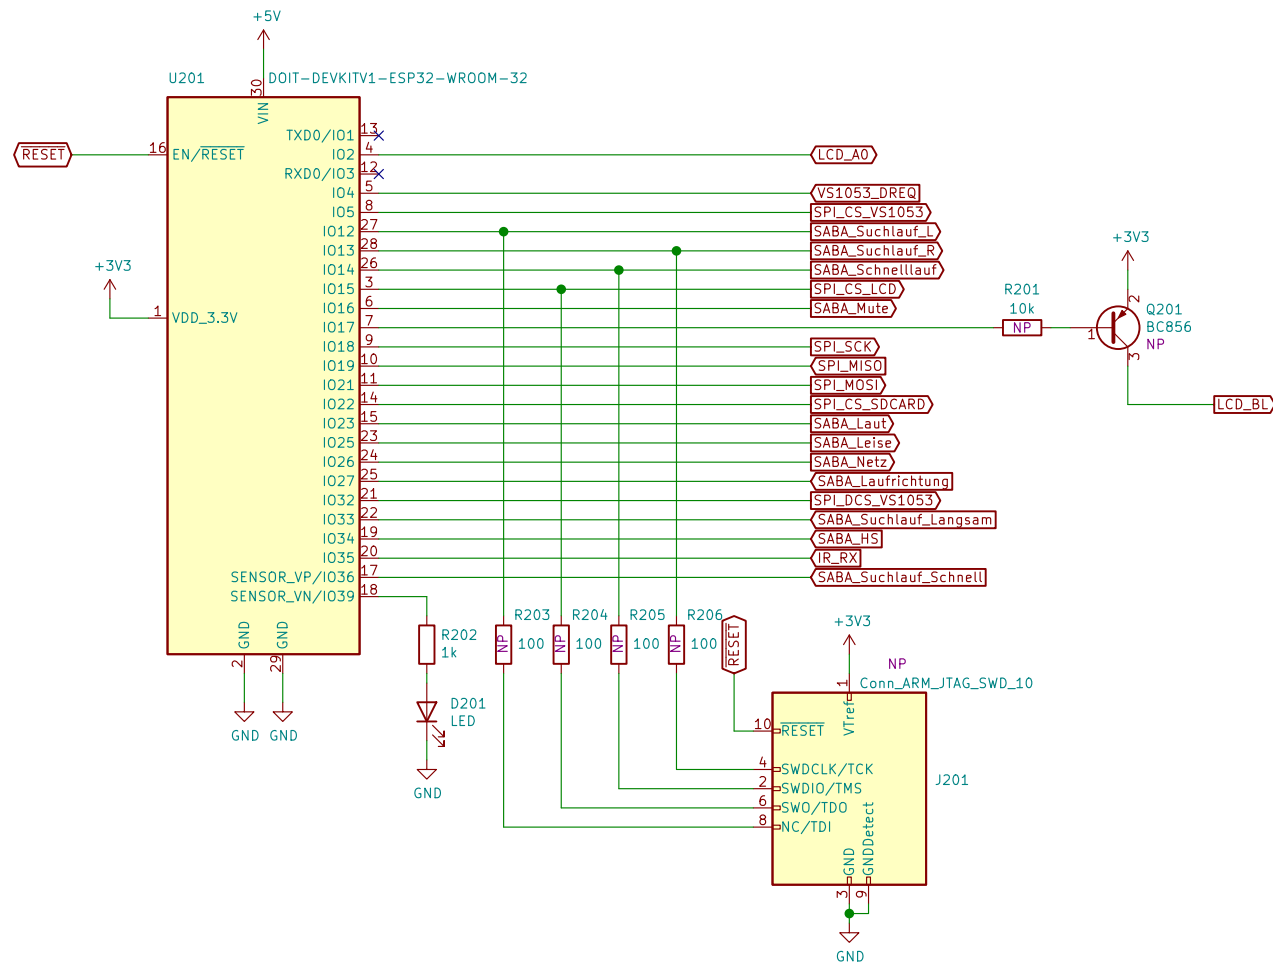 +5V
U201
DOIT-DEVKITV1-ESP32-WROOM-32
30
VIN
RESET
16
EN/RESET
+3V3
1
VDD_3.3V
TXD0/IO1
13
IO2
4
LCD_A0
RXD0/IO3
12
IO4
5
VS1053_DREQ
IO5
8
SPI_CS_VS1053
IO12
27
SABA_Suchlauf_L
IO13
28
SABA_Suchlauf_R
IO14
26
SABA_Schnelllauf
IO15
3
SPI_CS_LCD
IO16
6
SABA_Mute
IO17
7
IO18
9
SPI_SCK
IO19
10
SPI_MISO
IO21
11
SPI_MOSI
IO22
14
SPI_CS_SDCARD
IO23
15
SABA_Laut
IO25
23
SABA_Leise
IO26
24
SABA_Netz
IO27
25
SABA_Laufrichtung
IO32
21
SPI_DCS_VS1053
IO33
22
SABA_Suchlauf_Langsam
IO34
19
SABA_HS
IO35
20
IR_RX
SENSOR_VP/IO36
17
SABA_Suchlauf_Schnell
SENSOR_VN/IO39
18
GND
2
GND
29
GND
GND
R201
10k
NP
+3V3
2
Q201
BC856
NP
1
3
LCD_BL
R202
1k
D201
LED
GND
R203
NP
100
R204
NP
100
R205
NP
100
R206
NP
100
RESET
+3V3
NP
Conn_ARM_JTAG_SWD_10
1
VTref
10
RESET
4
SWDCLK/TCK
2
SWDIO/TMS
6
SWO/TDO
8
NC/TDI
J201
GND
GNDDetect
3
9
GND